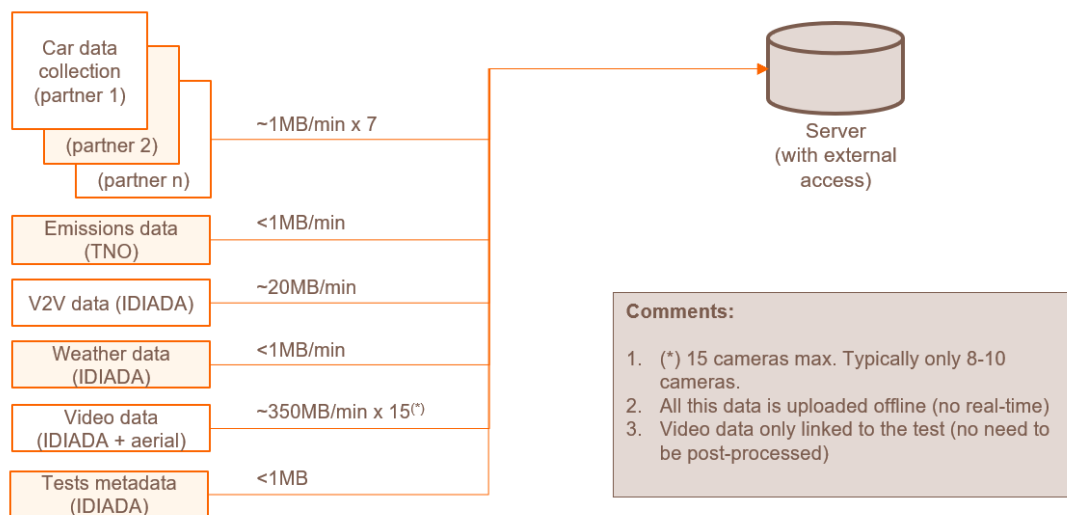 Car data
collection
(partner 1)
(partner 2)
(partner n)
~1MB/min x 7
Emissions data
(TNO)
<1MB/min
V2V data (IDIADA)
~20MB/min
Weather data
(IDIADA)
<1MB/min
Video data
(IDIADA + aerial)
~350MB/min x 15(*)
Tests metadata
(IDIADA)
<1MB
Server
(with external
access)
Comments:
1. (*) 15 cameras max. Typically only 8-10
cameras.
2. All this data is uploaded offline (no real-time)
3. Video data only linked to the test (no need to
be post-processed)